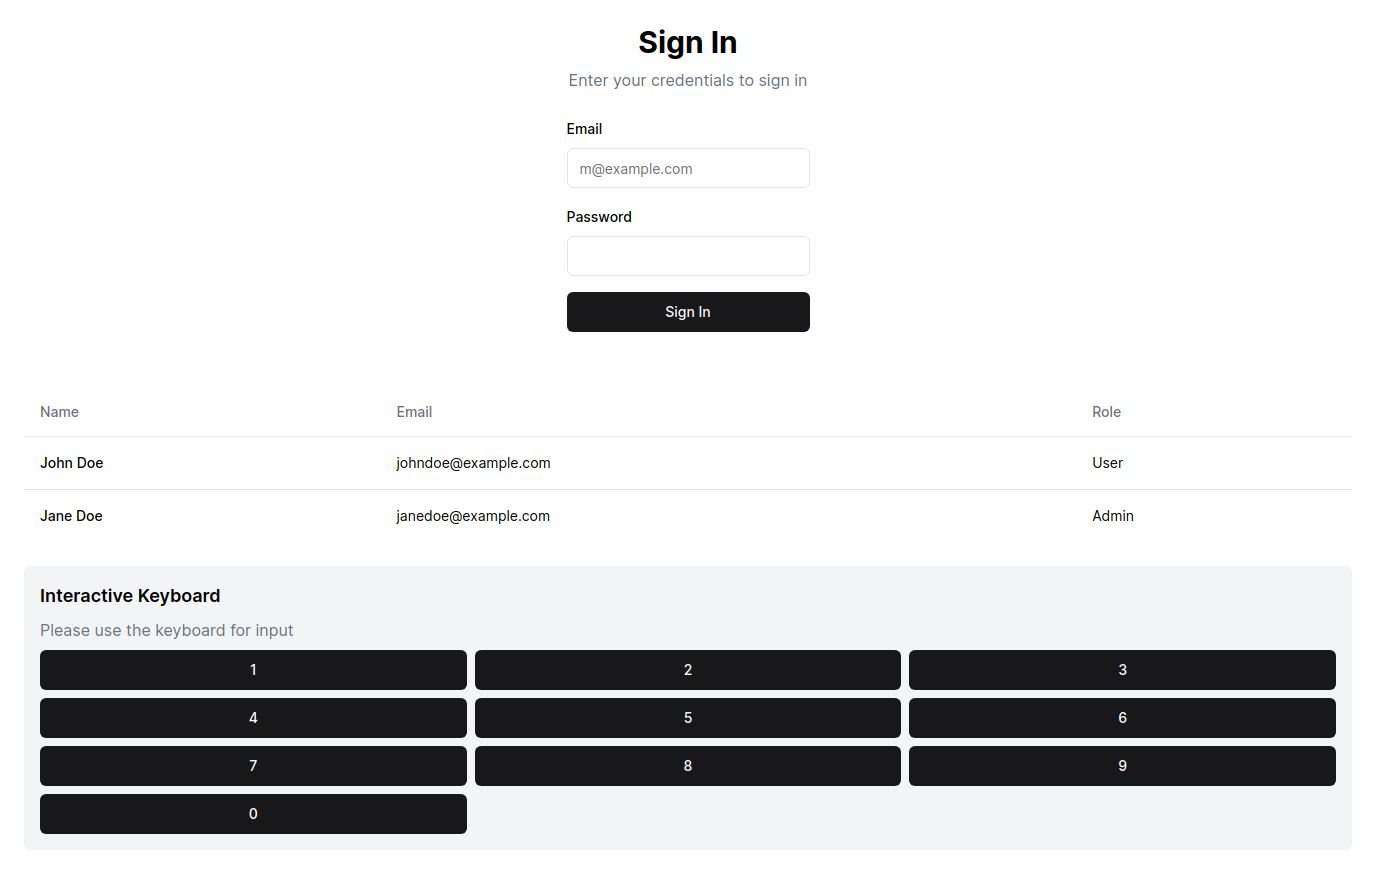 Sign In
Enter your credentials to sign in
Email
m@example.com
Password
Sign In
Name Email Role
John Doe johndoe@example.com User
Jane Doe janedoe@example.com Admin
Interactive Keyboard
Please use the keyboard for input
1 2 3
4 5 6
7 8 9
0